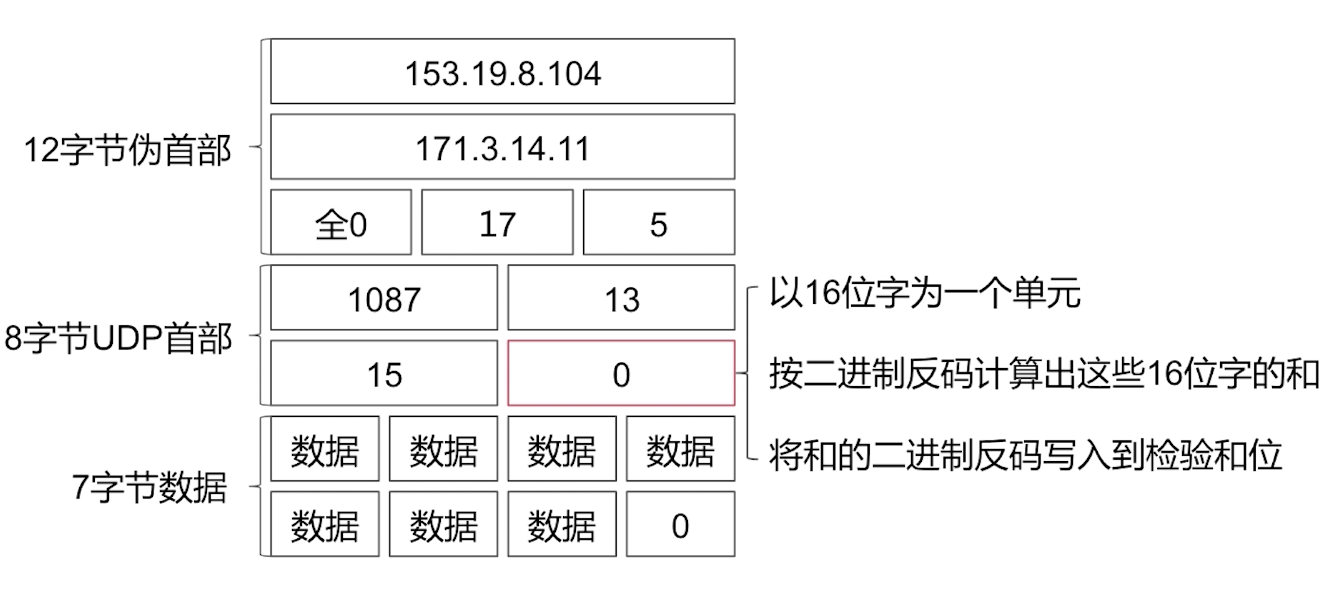 153.19.8.104
12字节伪首部
171.3.14.11
全0 17 5
1087 13
以16位字为一个单元
8字节UDP首部
15 0
按二进制反码计算出这些16位字的和
数据 数据 数据 数据
将和的二进制反码写入到检验和位
7字节数据
数据 数据 数据 0